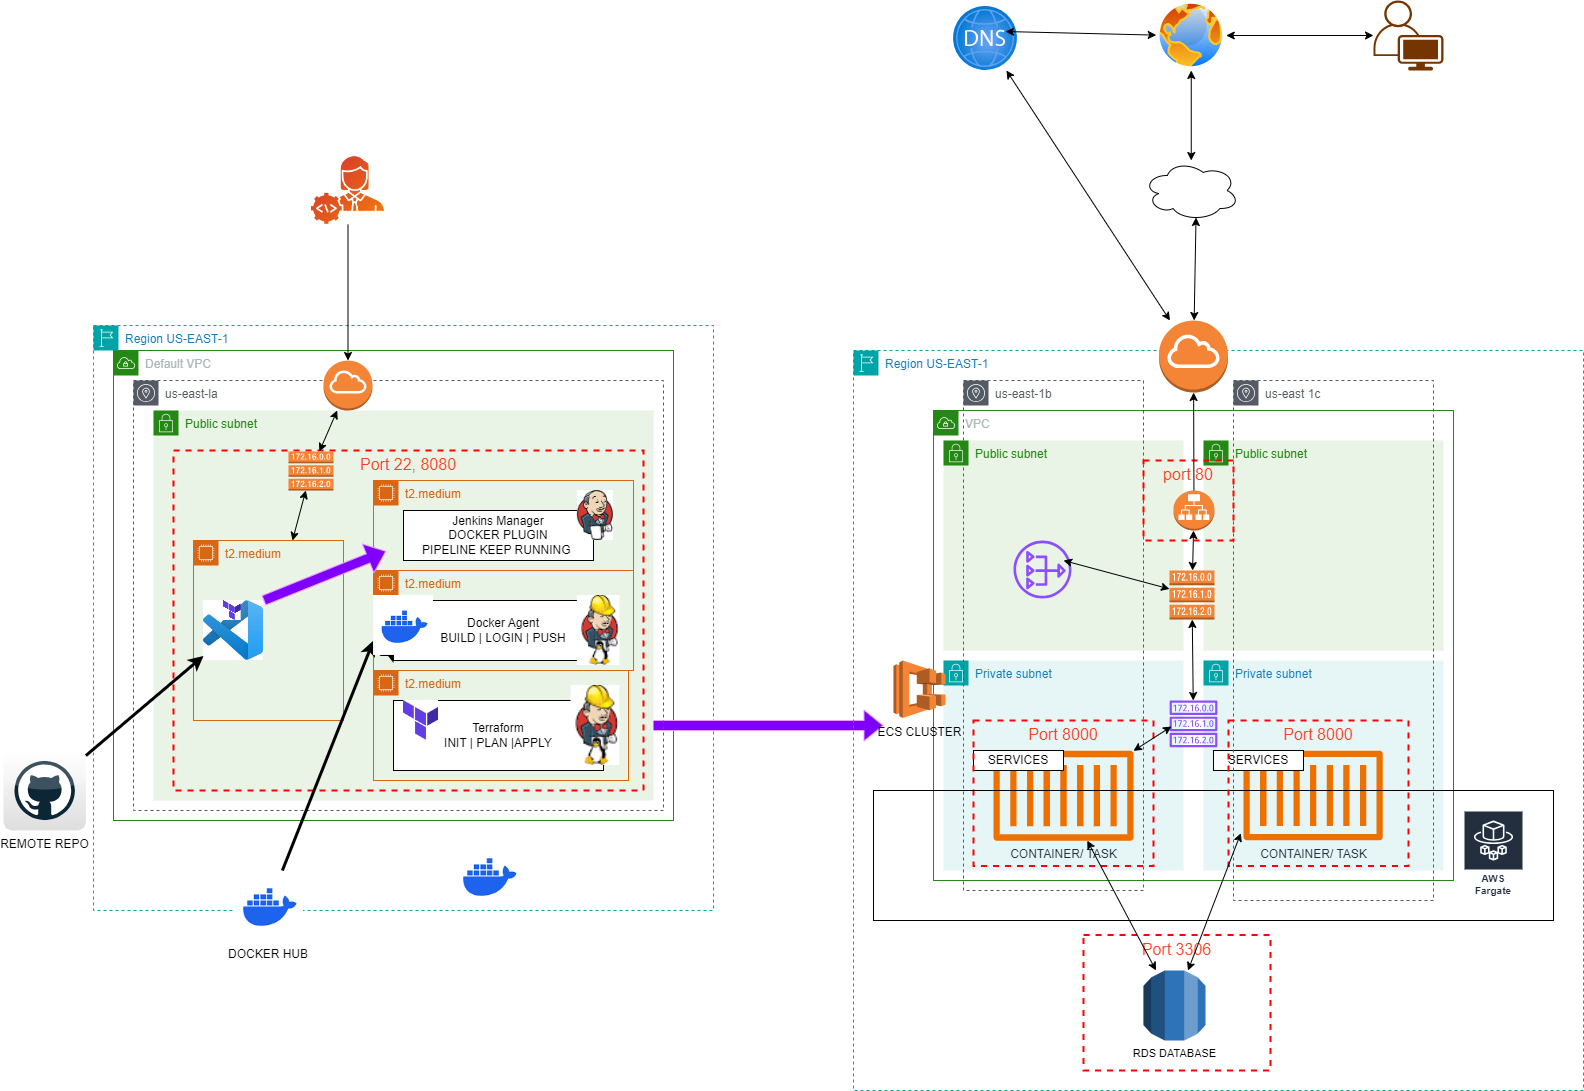 DNS
Region US-EAST-1
Default VPC
us-east-la
Public subnet
172.16.0.0
172.16.1.0
172.16.2.0
Port 22, 8080
t2.medium
Jenkins Manager
DOCKER PLUGIN
PIPELINE KEEP RUNNING
t2.medium
t2.medium
Docker Agent
BUILD | LOGIN | PUSH
t2.medium
Terraform
INIT | PLAN |APPLY
REMOTE REPO
DOCKER HUB
Region US-EAST-1
us-east-1b
us-east 1c
VPC
Public subnet
Public subnet
port 80
172.16.0.0
172.16.1.0
172.16.2.0
ECS CLUSTER
Private subnet
Private subnet
172.16.0.0
172.16.1.0
172.16.2.0
Port 8000
Port 8000
SERVICES
SERVICES
CONTAINER/ TASK
CONTAINER/ TASK
AWS
Fargate
Port 3306
RDS DATABASE